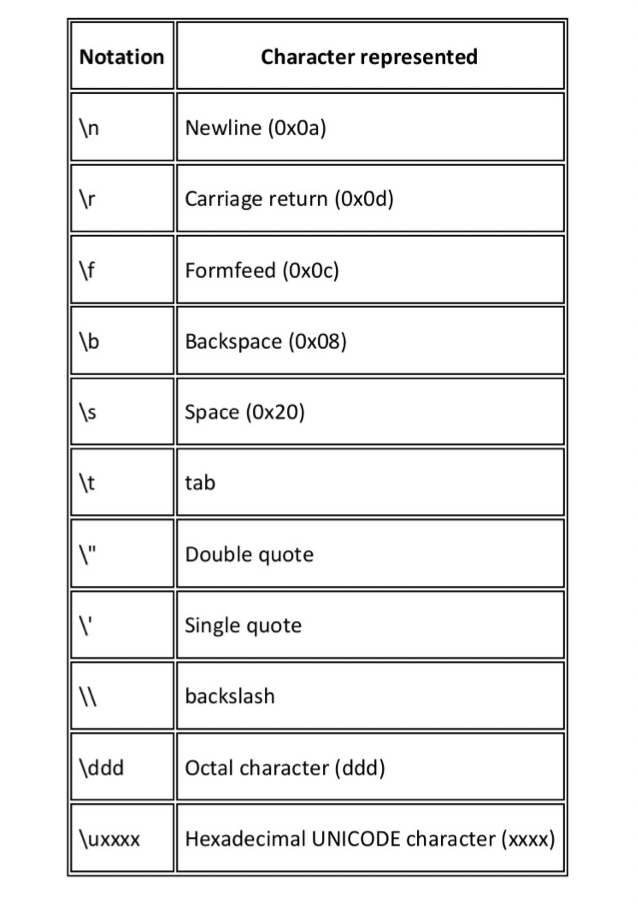 Notation Character represented
\n Newline (0x0a)
\r Carriage return (0x0d)
\f Formfeed (0x0c)
\b Backspace (0x08)
\s Space (0x20)
\t tab
\" Double quote
\' Single quote
\\ backslash
\ddd Octal character (ddd)
\uxxxx Hexadecimal UNICODE character (xxxx)